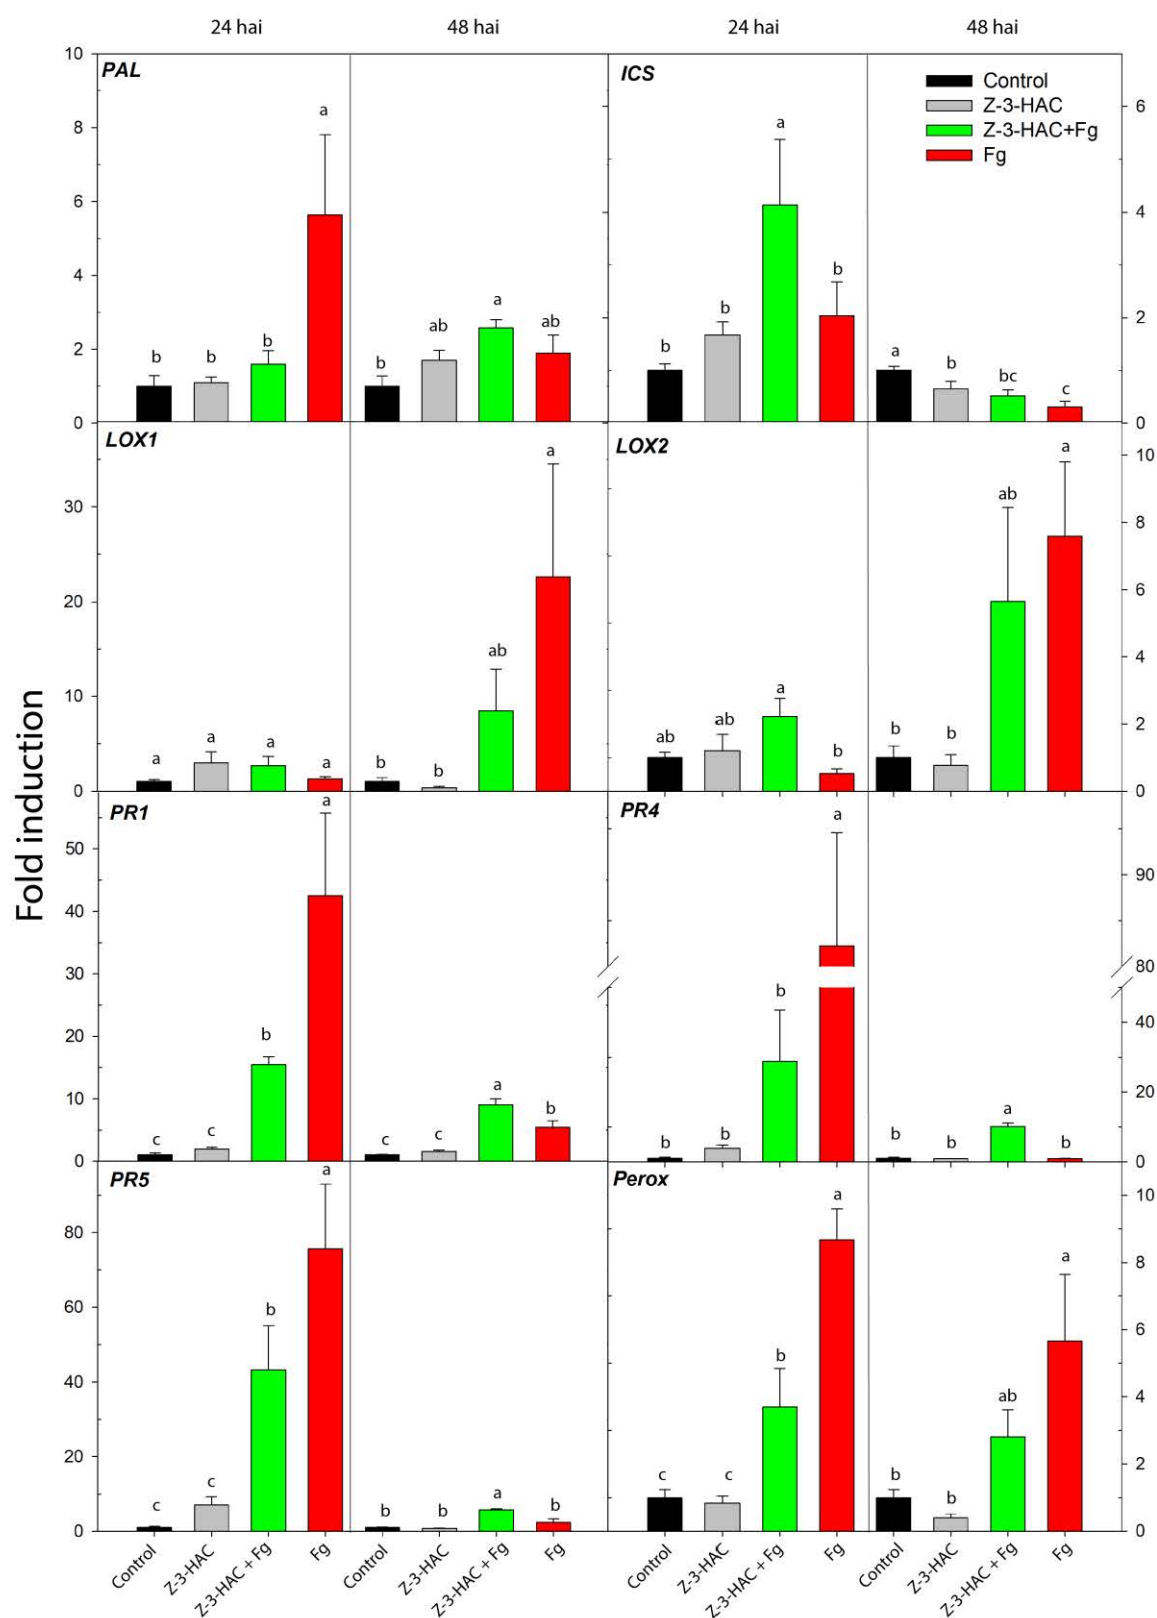 24 hai 48 hai 24 hai 48 hai
PAL
10
8
6
4
2
0
b b b a
b ab a ab
ICS
Control
Z-3-HAC
Z-3-HAC+Fg
Fg
6
4
2
0
b b a b
a b bc c
LOX1
30
20
10
0
a a a a
b b ab a
LOX2
10
8
6
4
2
0
ab ab a b
b b ab a
Fold induction
PR1
50
40
30
20
10
0
c c b a
c c a b
PR4
90
80
40
20
0
b b b a
b b a b
PR5
80
60
40
20
0
c c b a
b b a b
Perox
10
8
6
4
2
0
c c b a
b b ab a
Control Z-3-HAC Z-3-HAC + Fg Fg Control Z-3-HAC Z-3-HAC + Fg Fg Control Z-3-HAC Z-3-HAC + Fg Fg Control Z-3-HAC Z-3-HAC + Fg Fg